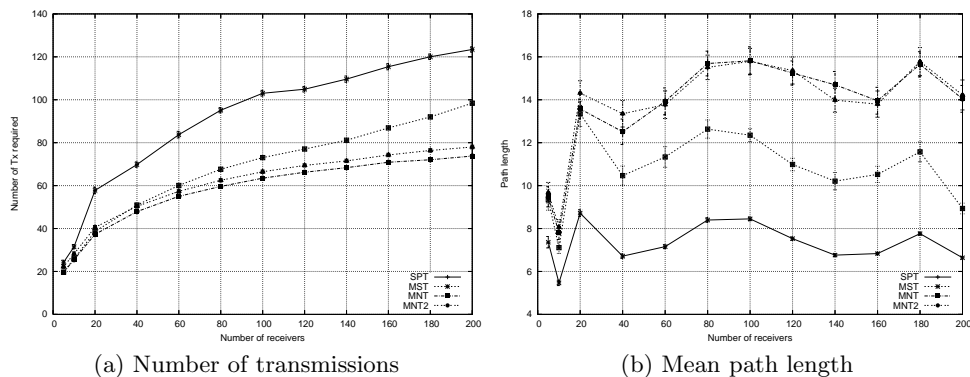 140
120
100
80
60
40
20
0
Number of Tx required
0 20 40 60 80 100 120 140 160 180 200
Number of receivers
SPT
MST
MNT
MNT2
(a) Number of transmissions
18
16
14
12
10
8
6
4
Path length
0 20 40 60 80 100 120 140 160 180 200
Number of receivers
SPT
MST
MNT
MNT2
(b) Mean path length